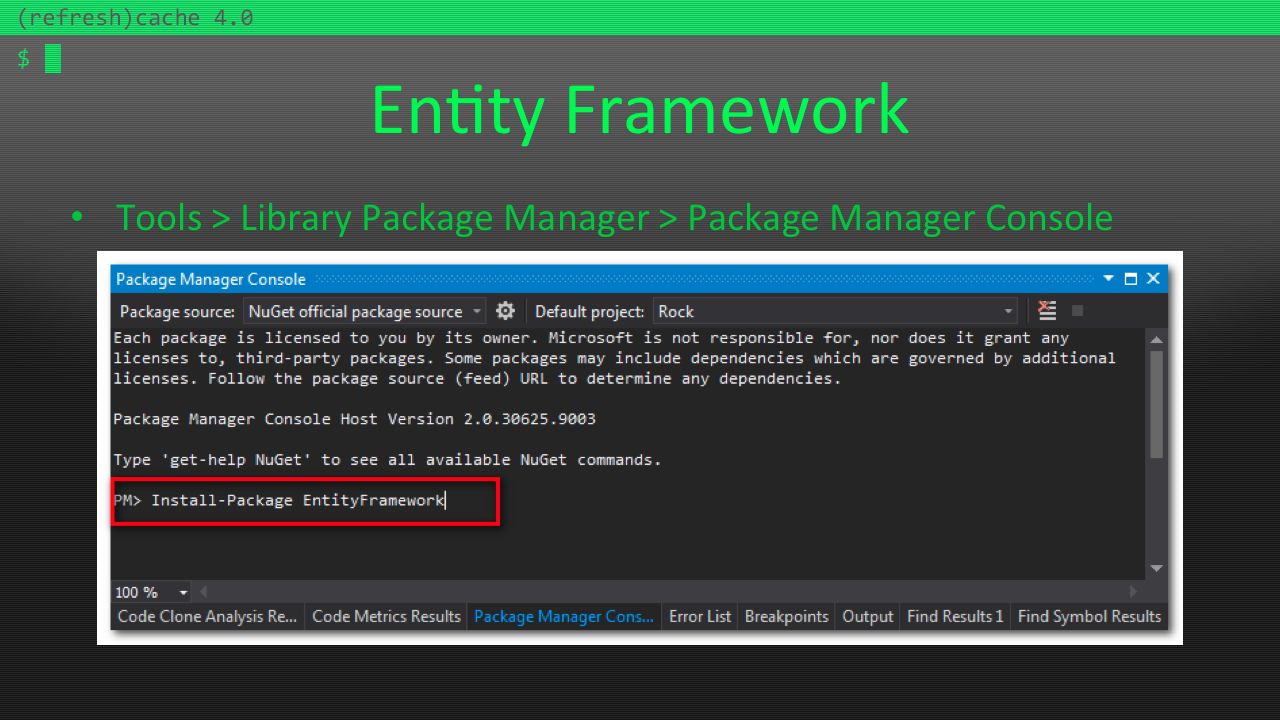 (refresh)cache 4.0
$
Entity Framework
• Tools > Library Package Manager > Package Manager Console
Package Manager Console
Package source: NuGet official package source Default project: Rock
Each package is licensed to you by its owner. Microsoft is not responsible for, nor does it grant any
licenses to, third-party packages. Some packages may include dependencies which are governed by additional
licenses. Follow the package source (feed) URL to determine any dependencies.
Package Manager Console Host Version 2.0.30625.9003
Type 'get-help NuGet' to see all available NuGet commands.
PM> Install-Package EntityFramework
100 %
Code Clone Analysis Re... Code Metrics Results Package Manager Cons... Error List Breakpoints Output Find Results 1 Find Symbol Results